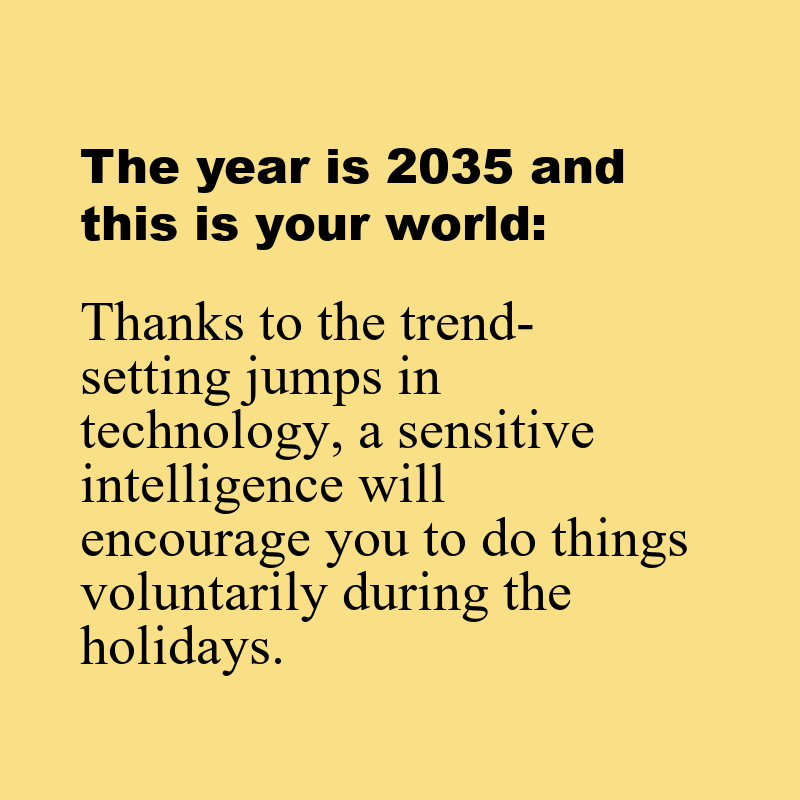 The year is 2035 and
this is your world:
Thanks to the trend-
setting jumps in
technology, a sensitive
intelligence will
encourage you to do things
voluntarily during the
holidays.